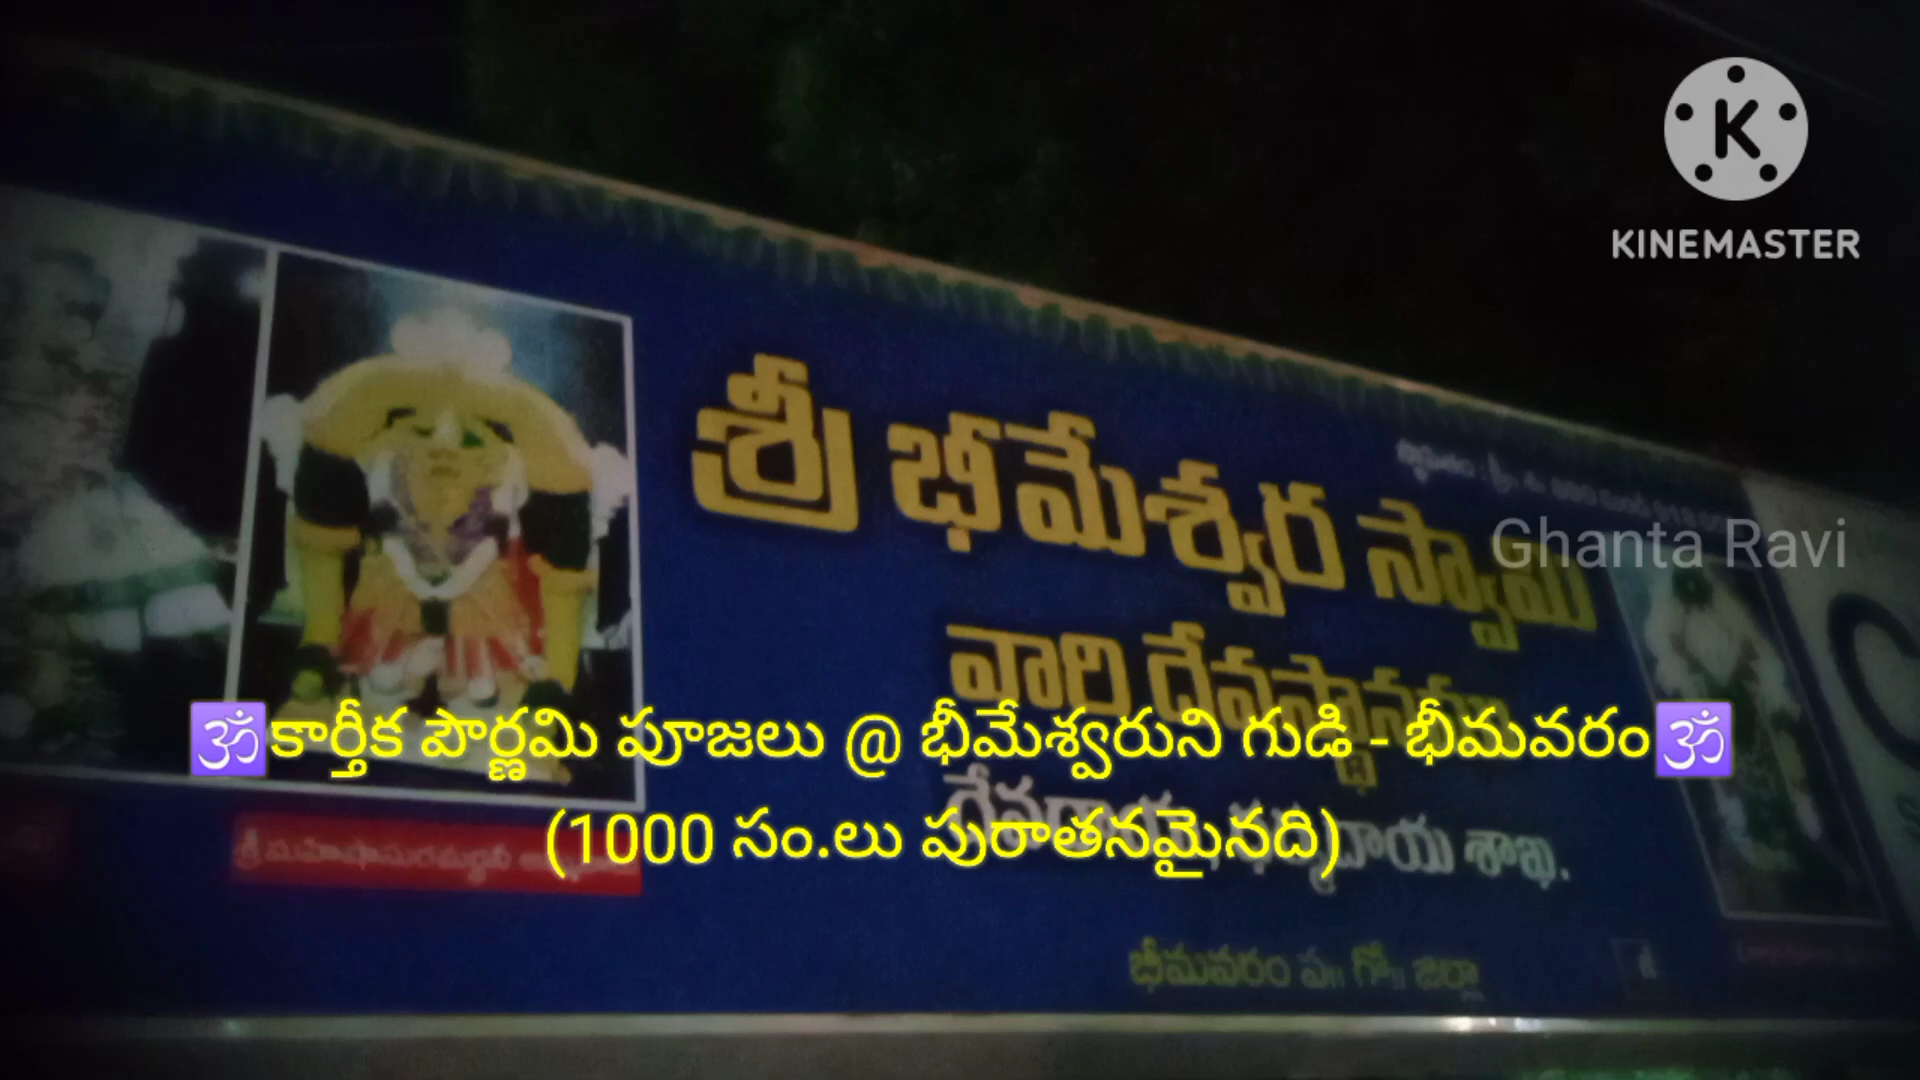 K
KINEMASTER
శ్రీ భీమేశ్వర స్వామి
Ghanta Ravi
వారి దేవస్థానము
🕉కార్తీక పౌర్ణమి పూజలు @ భీమేశ్వరుని గుడి - భీమవరం🕉
(1000 సం.లు పురాతనమైనది)
శాఖ.
భీమవరం ప॥ గో॥ జిల్లా